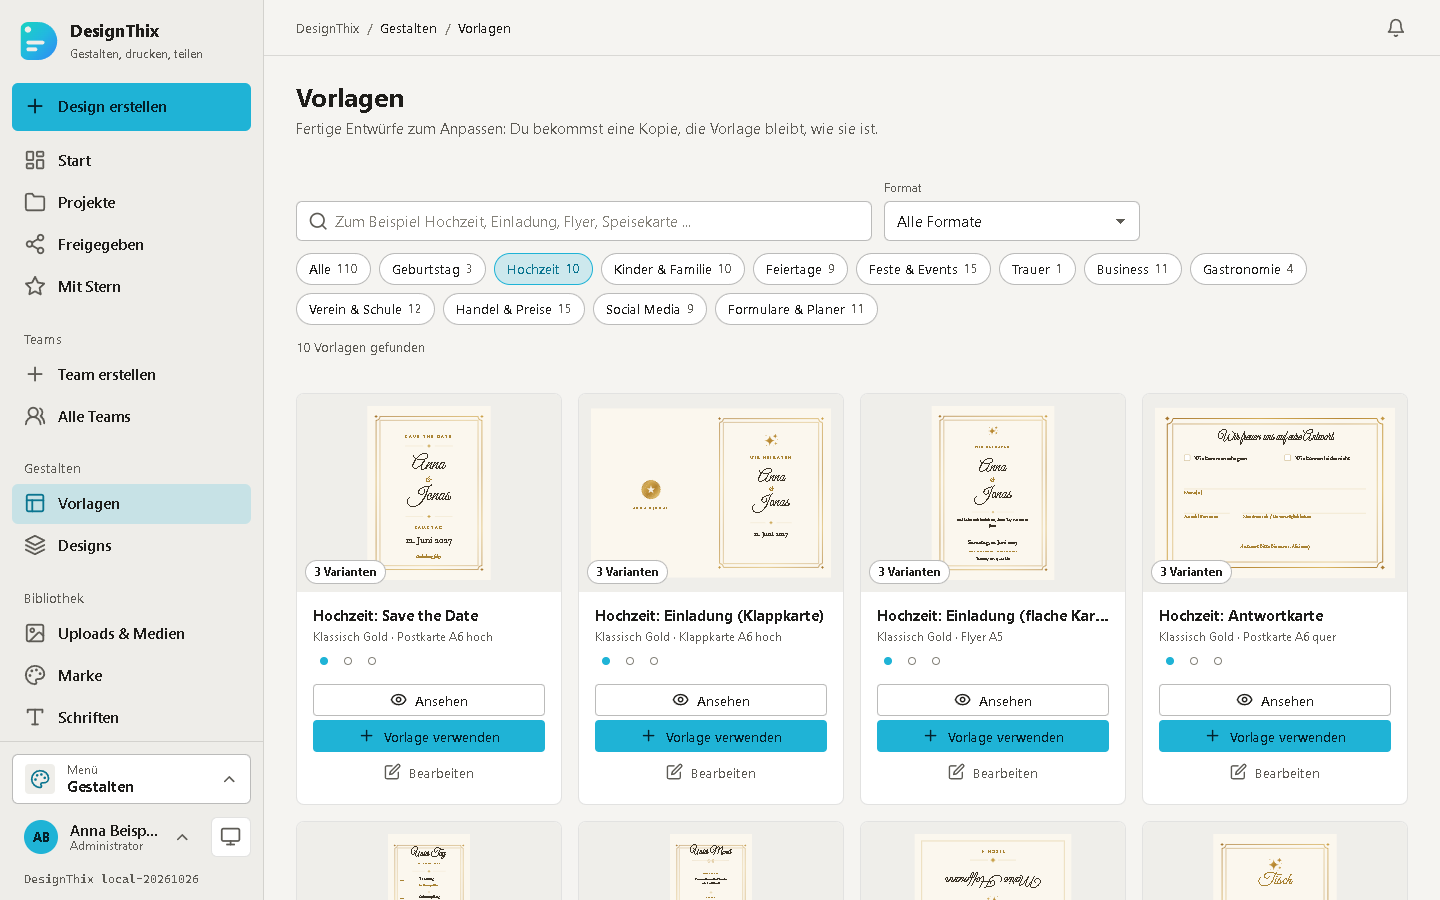 DesignThix
Gestalten, drucken, teilen
Design erstellen
Start
Projekte
Freigegeben
Mit Stern
Teams
Team erstellen
Alle Teams
Gestalten
Vorlagen
Designs
Bibliothek
Uploads & Medien
Marke
Schriften
Menü
Gestalten
AB
Anna Beisp...
Administrator
DesignThix local-20261026
DesignThix / Gestalten / Vorlagen
Vorlagen
Fertige Entwürfe zum Anpassen: Du bekommst eine Kopie, die Vorlage bleibt, wie sie ist.
Format
Zum Beispiel Hochzeit, Einladung, Flyer, Speisekarte ...
Alle Formate
Alle 110
Geburtstag 3
Hochzeit 10
Kinder & Familie 10
Feiertage 9
Feste & Events 15
Trauer 1
Business 11
Gastronomie 4
Verein & Schule 12
Handel & Preise 15
Social Media 9
Formulare & Planer 11
10 Vorlagen gefunden
SAVE THE DATE
Anna
&
Jonas
SAMSTAG
12. Juni 2027
3 Varianten
Hochzeit: Save the Date
Klassisch Gold · Postkarte A6 hoch
Ansehen
Vorlage verwenden
Bearbeiten
ANNA & JONAS
WIR HEIRATEN
Anna
&
Jonas
12. Juni 2027
3 Varianten
Hochzeit: Einladung (Klappkarte)
Klassisch Gold · Klappkarte A6 hoch
Ansehen
Vorlage verwenden
Bearbeiten
WIR HEIRATEN
Anna
&
Jonas
3 Varianten
Hochzeit: Einladung (flache Kar...
Klassisch Gold · Flyer A5
Ansehen
Vorlage verwenden
Bearbeiten
Wir freuen uns auf eure Antwort
3 Varianten
Hochzeit: Antwortkarte
Klassisch Gold · Postkarte A6 quer
Ansehen
Vorlage verwenden
Bearbeiten
Unser Tag
Unser Menü
Marie Hoffmann
Tisch